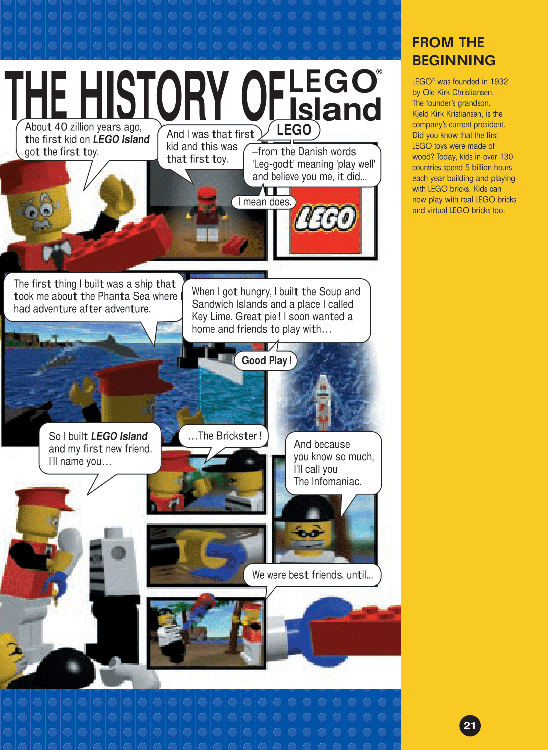 THE HISTORY OF LEGO®
Island
About 40 zillion years ago,
the first kid on LEGO Island
got the first toy.
And I was that first
kid and this was
that first toy.
LEGO
–from the Danish words
'Leg-godt' meaning 'play well'
and believe you me, it did...
I mean does.
LEGO
The first thing I built was a ship that
took me about the Phanta Sea where I
had adventure after adventure.
When I got hungry, I built the Soup and
Sandwich Islands and a place I called
Key Lime. Great pie! I soon wanted a
home and friends to play with…
Good Play!
So I built LEGO Island
and my first new friend.
I'll name you…
…The Brickster!
And because
you know so much,
I'll call you
The Infomaniac.
We were best friends, until...
FROM THE
BEGINNING
LEGO® was founded in 1932
by Ole Kirk Christiansen.
The founder's grandson,
Kjeld Kirk Kristiansen, is the
company's current president.
Did you know that the first
LEGO toys were made of
wood? Today, kids in over 130
countries spend 5 billion hours
each year building and playing
with LEGO bricks. Kids can
now play with real LEGO bricks
and virtual LEGO bricks too.
21